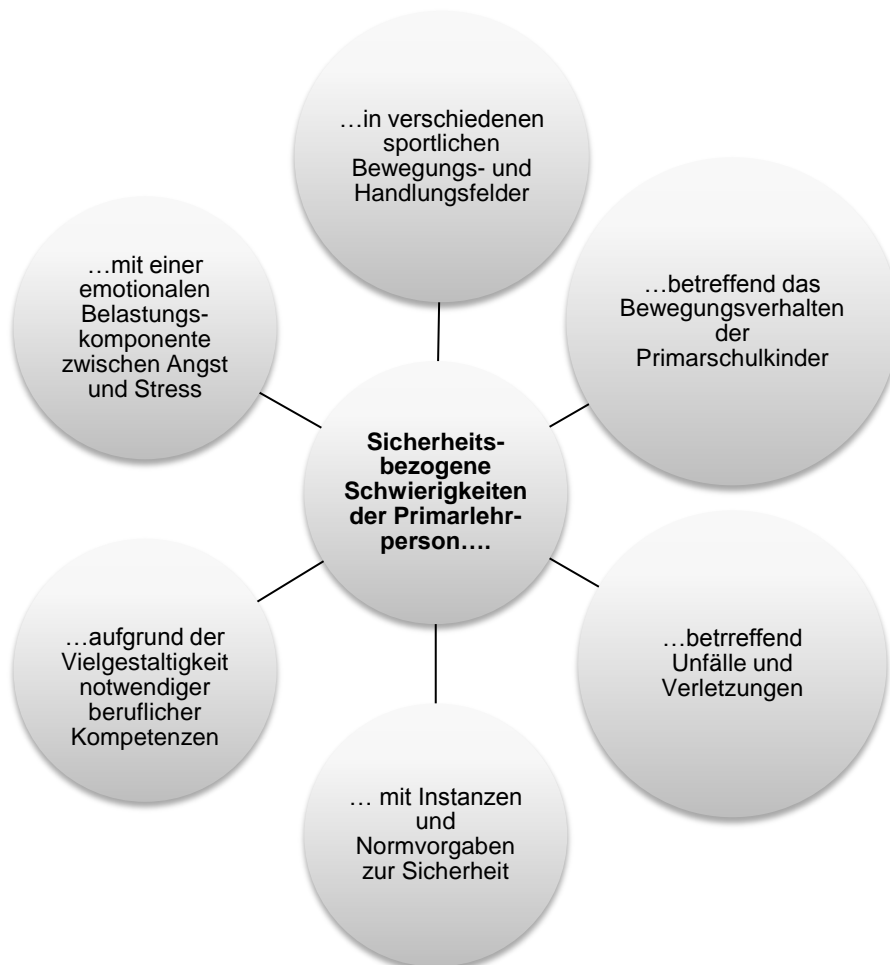 …in verschiedenen
sportlichen
Bewegungs- und
Handlungsfelder
…betreffend das
Bewegungsverhalten
der
Primarschulkinder
…mit einer
emotionalen
Belastungs-
komponente
zwischen Angst
und Stress
Sicherheits-
bezogene
Schwierigkeiten
der Primarlehr-
person….
…betrreffend
Unfälle und
Verletzungen
…aufgrund der
Vielgestaltigkeit
notwendiger
beruflicher
Kompetenzen
… mit Instanzen
und
Normvorgaben
zur Sicherheit